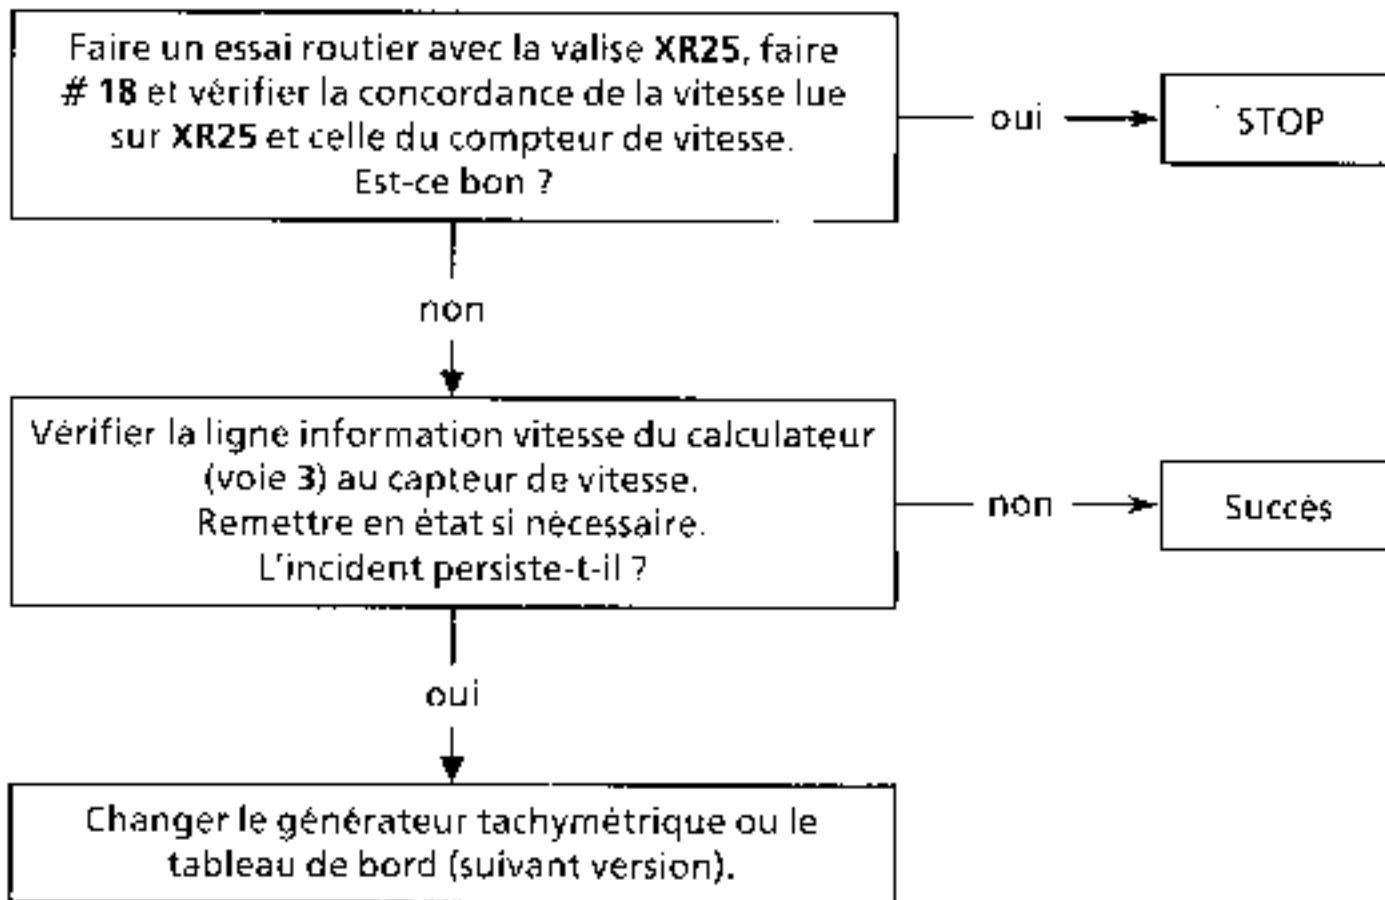 Faire un essai routier avec la valise XR25, faire
# 18 et vérifier la concordance de la vitesse lue
sur XR25 et celle du compteur de vitesse.
Est-ce bon ?
oui
STOP
non
Vérifier la ligne information vitesse du calculateur
(voie 3) au capteur de vitesse.
Remettre en état si nécessaire.
L'incident persiste-t-il ?
non
Succès
oui
Changer le générateur tachymétrique ou le
tableau de bord (suivant version).